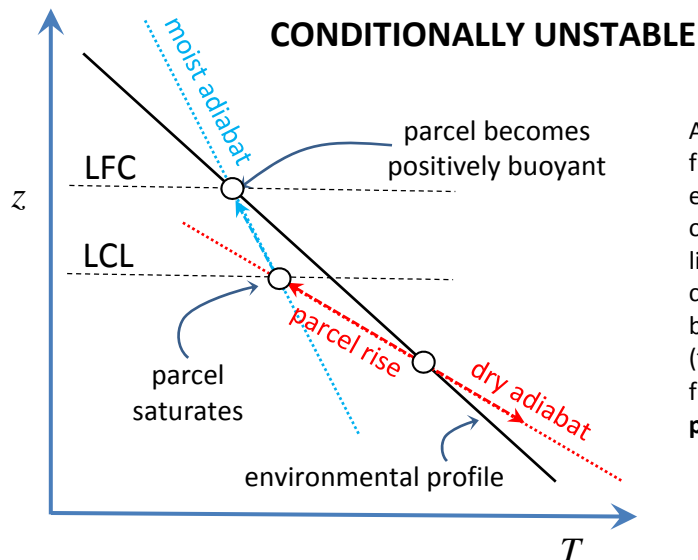 CONDITIONALLY UNSTABLE
moist adiabat
parcel becomes
positively buoyant
LFC
z
LCL
parcel rise
parcel
saturates
dry adiabat
environmental profile
T